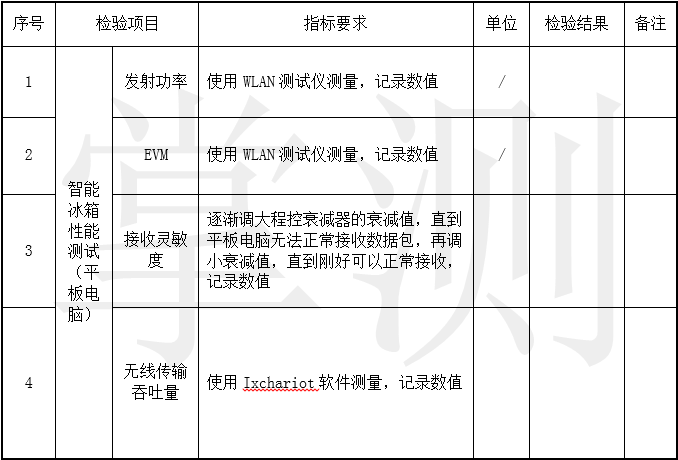 序号 检验项目 指标要求 单位 检验结果 备注
1 发射功率 使用 WLAN 测试仪测量，记录数值 /
2 EVM 使用 WLAN 测试仪测量，记录数值 /
智能
冰箱
性能
测试
（平
板电
脑）
3 接收灵敏
度
逐渐调大程控衰减器的衰减值，直到
平板电脑无法正常接收数据包，再调
小衰减值，直到刚好可以正常接收，
记录数值
4 无线传输
吞吐量
使用 Ixchariot 软件测量，记录数值
掌测